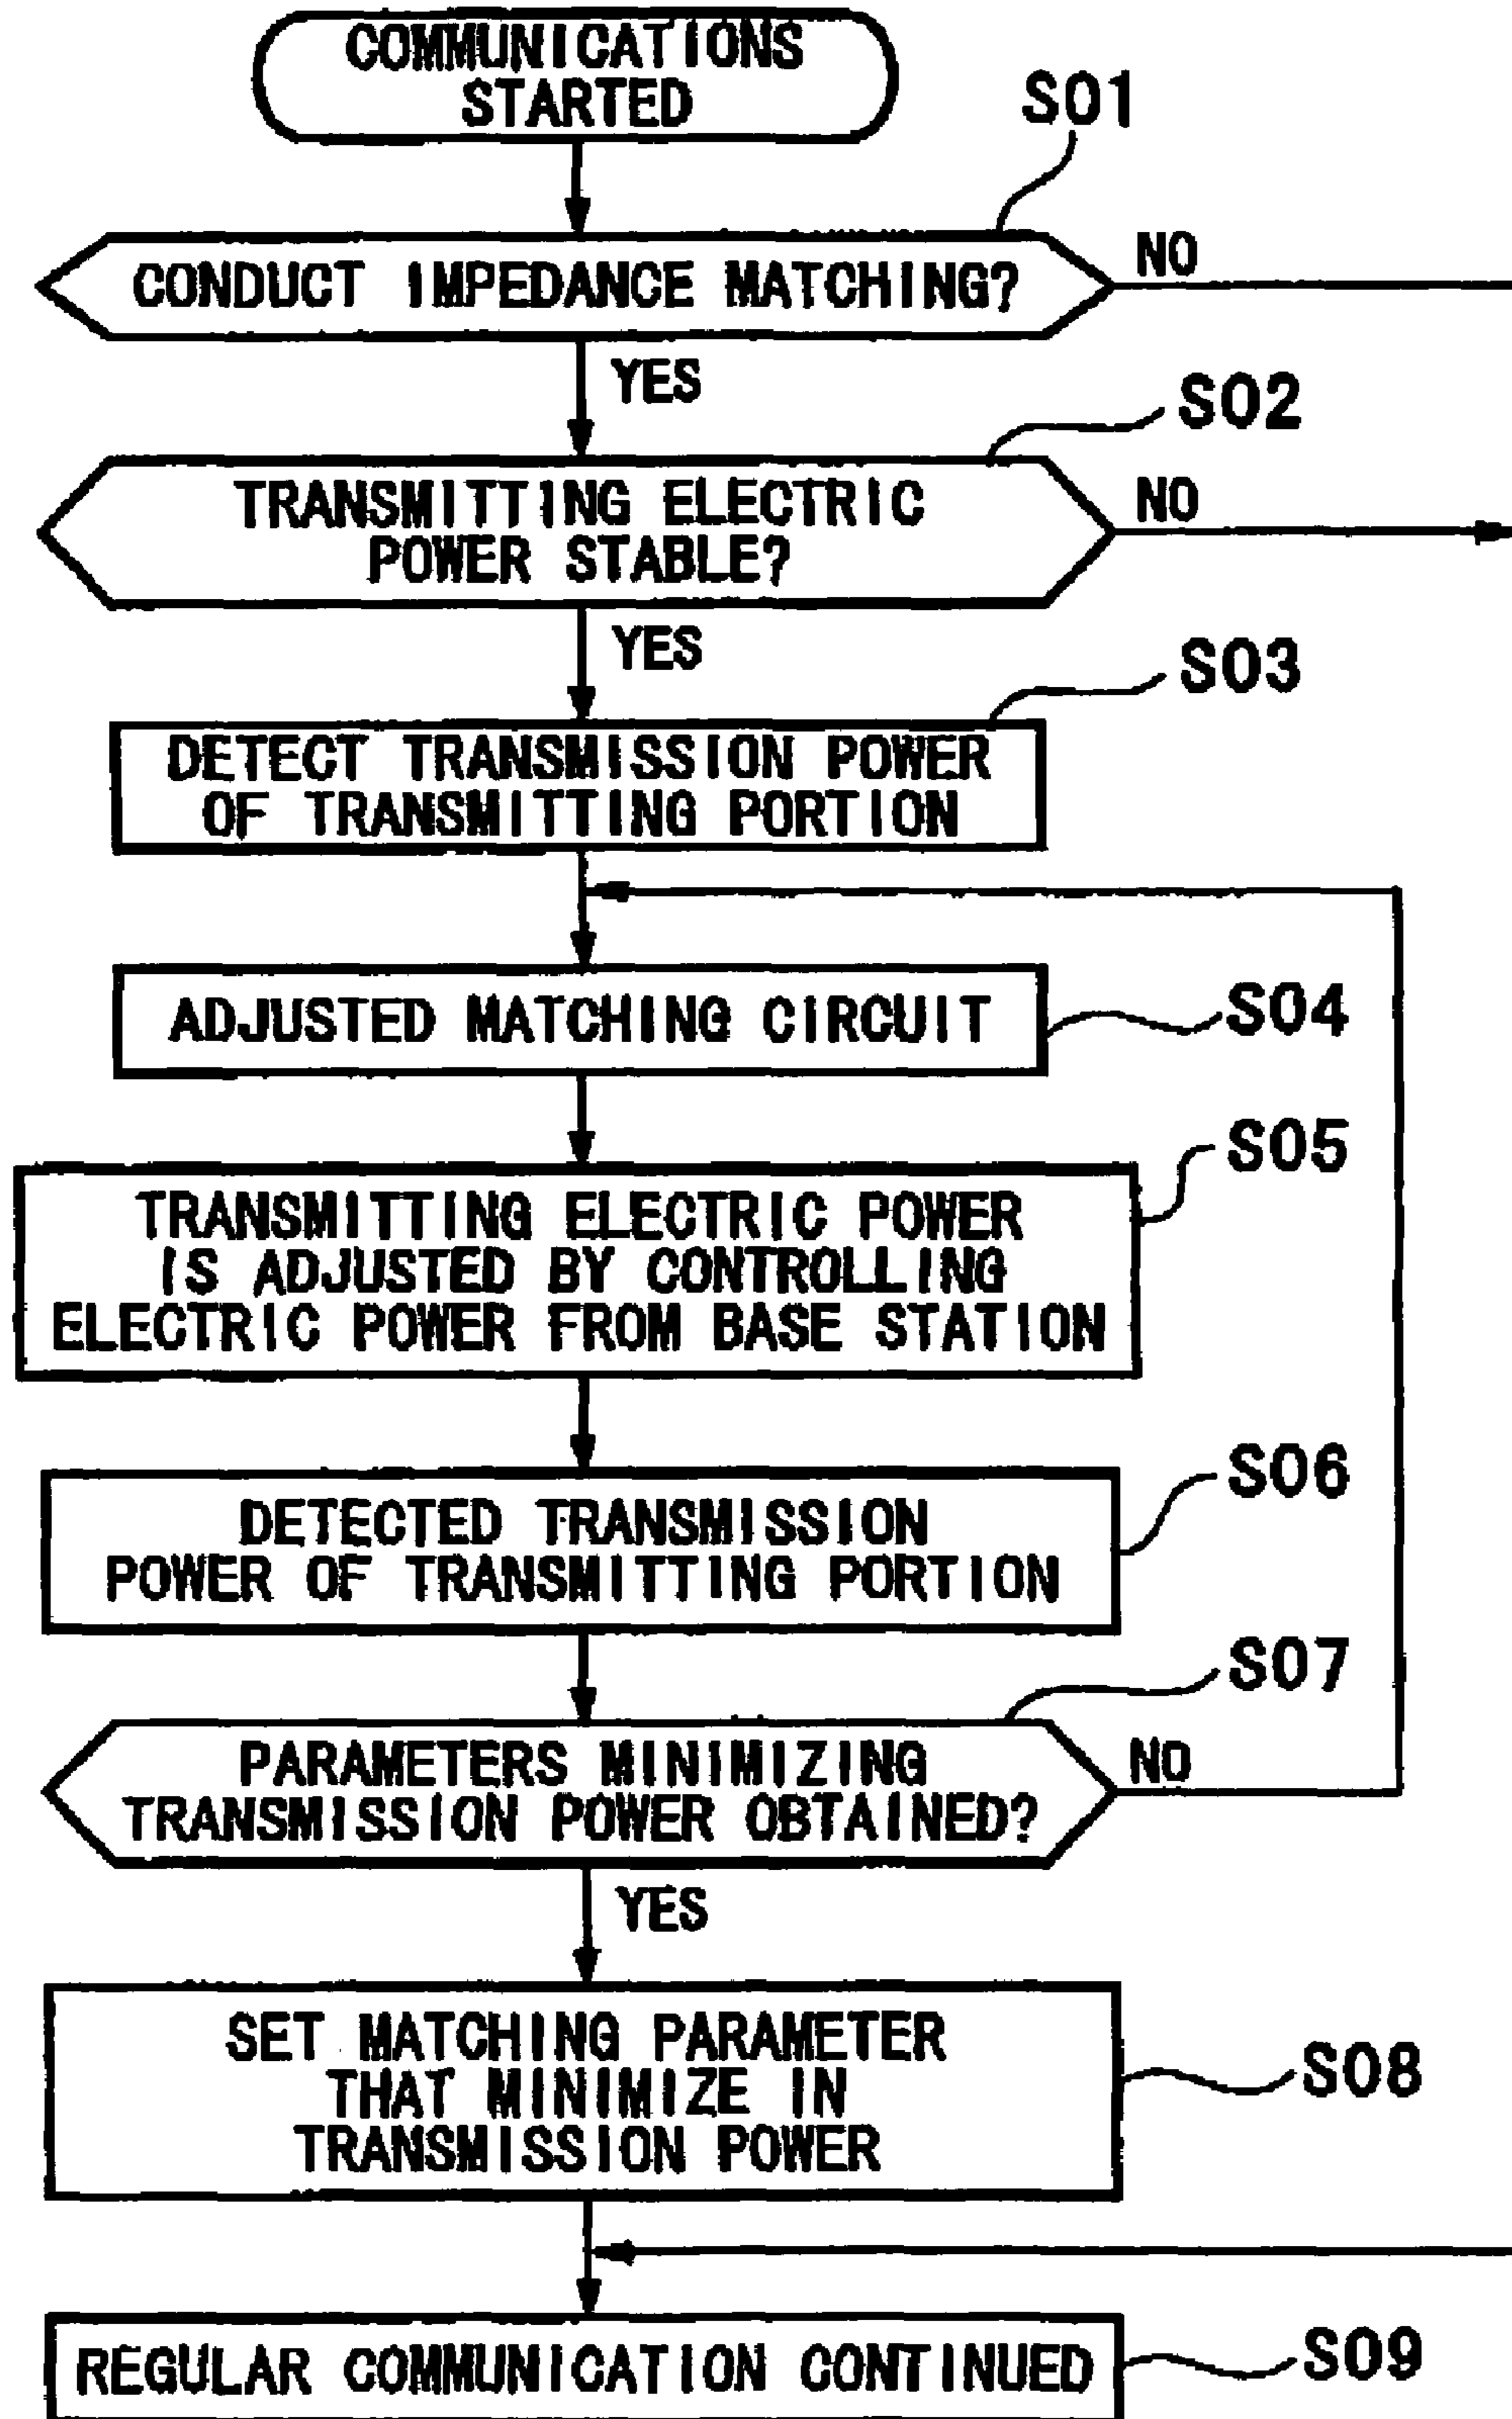 COMMUNICATIONS
STARTED
S01
CONDUCT IMPEDANCE MATCHING?
NO
YES
S02
TRANSMITTING ELECTRIC
POWER STABLE?
NO
YES
S03
DETECT TRANSMISSION POWER
OF TRANSMITTING PORTION
ADJUSTED MATCHING CIRCUIT
S04
S05
TRANSMITTING ELECTRIC POWER
IS ADJUSTED BY CONTROLLING
ELECTRIC POWER FROM BASE STATION
S06
DETECTED TRANSMISSION
POWER OF TRANSMITTING PORTION
S07
PARAMETERS MINIMIZING
TRANSMISSION POWER OBTAINED?
NO
YES
SET MATCHING PARAMETER
THAT MINIMIZE IN
TRANSMISSION POWER
S08
REGULAR COMMUNICATION CONTINUED
S09